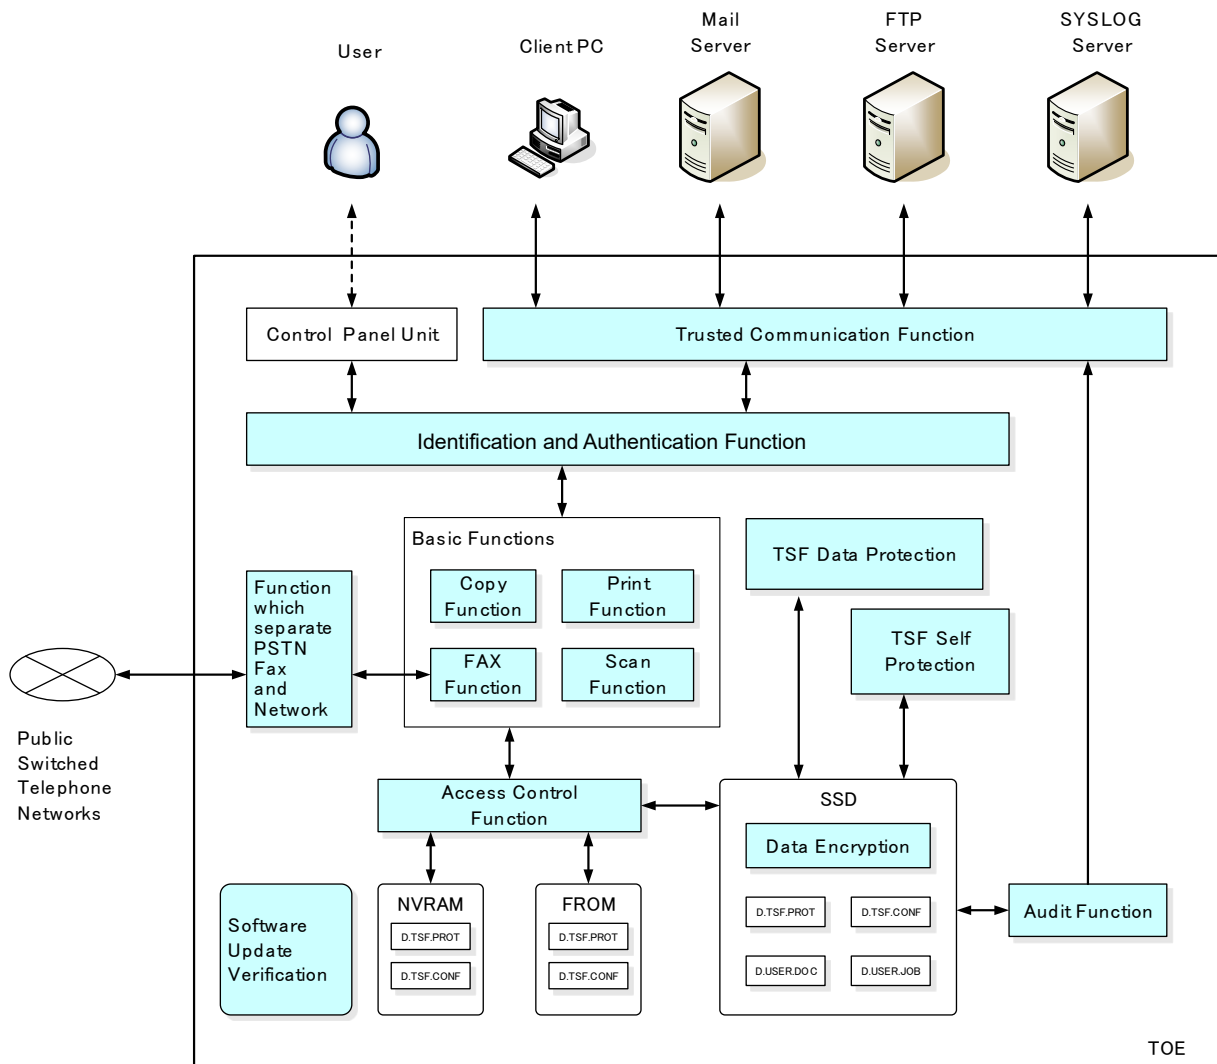 User
Client PC
Mail
Server
FTP
Server
SYSLOG
Server
Control Panel Unit
Trusted Communication Function
Identification and Authentication Function
Basic Functions
Copy
Function
Print
Function
FAX
Function
Scan
Function
Function
which
separate
PSTN
Fax
and
Network
Public
Switched
Telephone
Networks
TSF Data Protection
TSF Self
Protection
Access Control
Function
SSD
Data Encryption
D.TSF.PROT
D.TSF.CONF
D.USER.DOC
D.USER.JOB
Audit Function
Software
Update
Verification
NVRAM
D.TSF.PROT
D.TSF.CONF
FROM
D.TSF.PROT
D.TSF.CONF
TOE